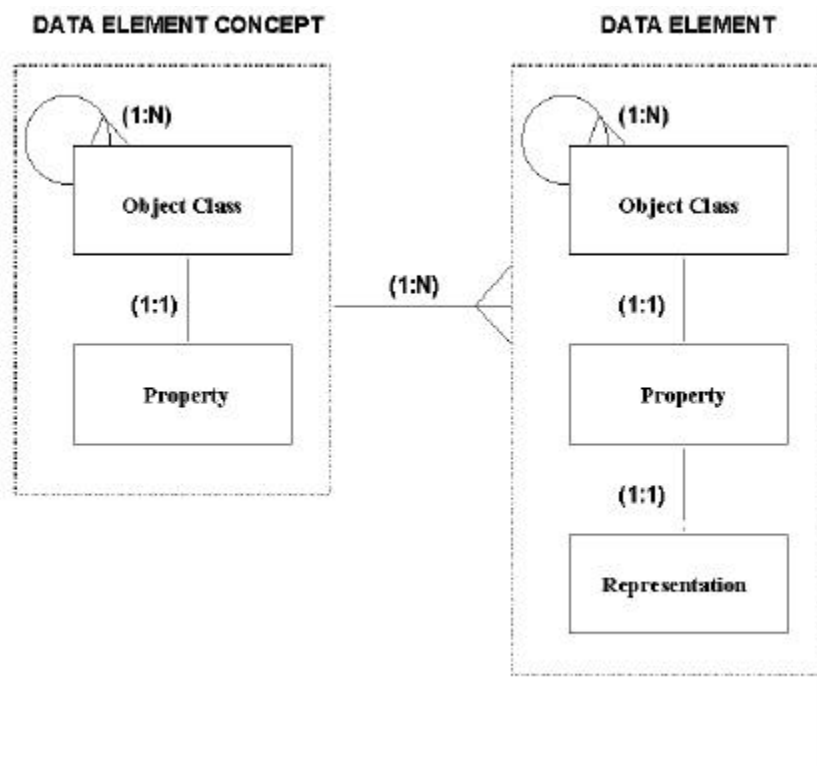 DATA ELEMENT CONCEPT
(1:N)
Object Class
(1:1)
Property
(1:N)
DATA ELEMENT
(1:N)
Object Class
(1:1)
Property
(1:1)
Representation